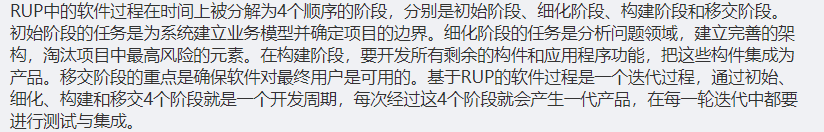 RUP中的软件过程在时间上被分解为4个顺序的阶段，分别是初始阶段、细化阶段、构建阶段和移交阶段。
初始阶段的任务是为系统建立业务模型并确定项目的边界。细化阶段的任务是分析问题领域，建立完善的架
构，淘汰项目中最高风险的元素。在构建阶段，要开发所有剩余的构件和应用程序功能，把这些构件集成为
产品。移交阶段的重点是确保软件对最终用户是可用的。基于RUP的软件过程是一个迭代过程，通过初始、
细化、构建和移交4个阶段就是一个开发周期，每次经过这4个阶段就会产生一代产品，在每一轮迭代中都要
进行测试与集成。